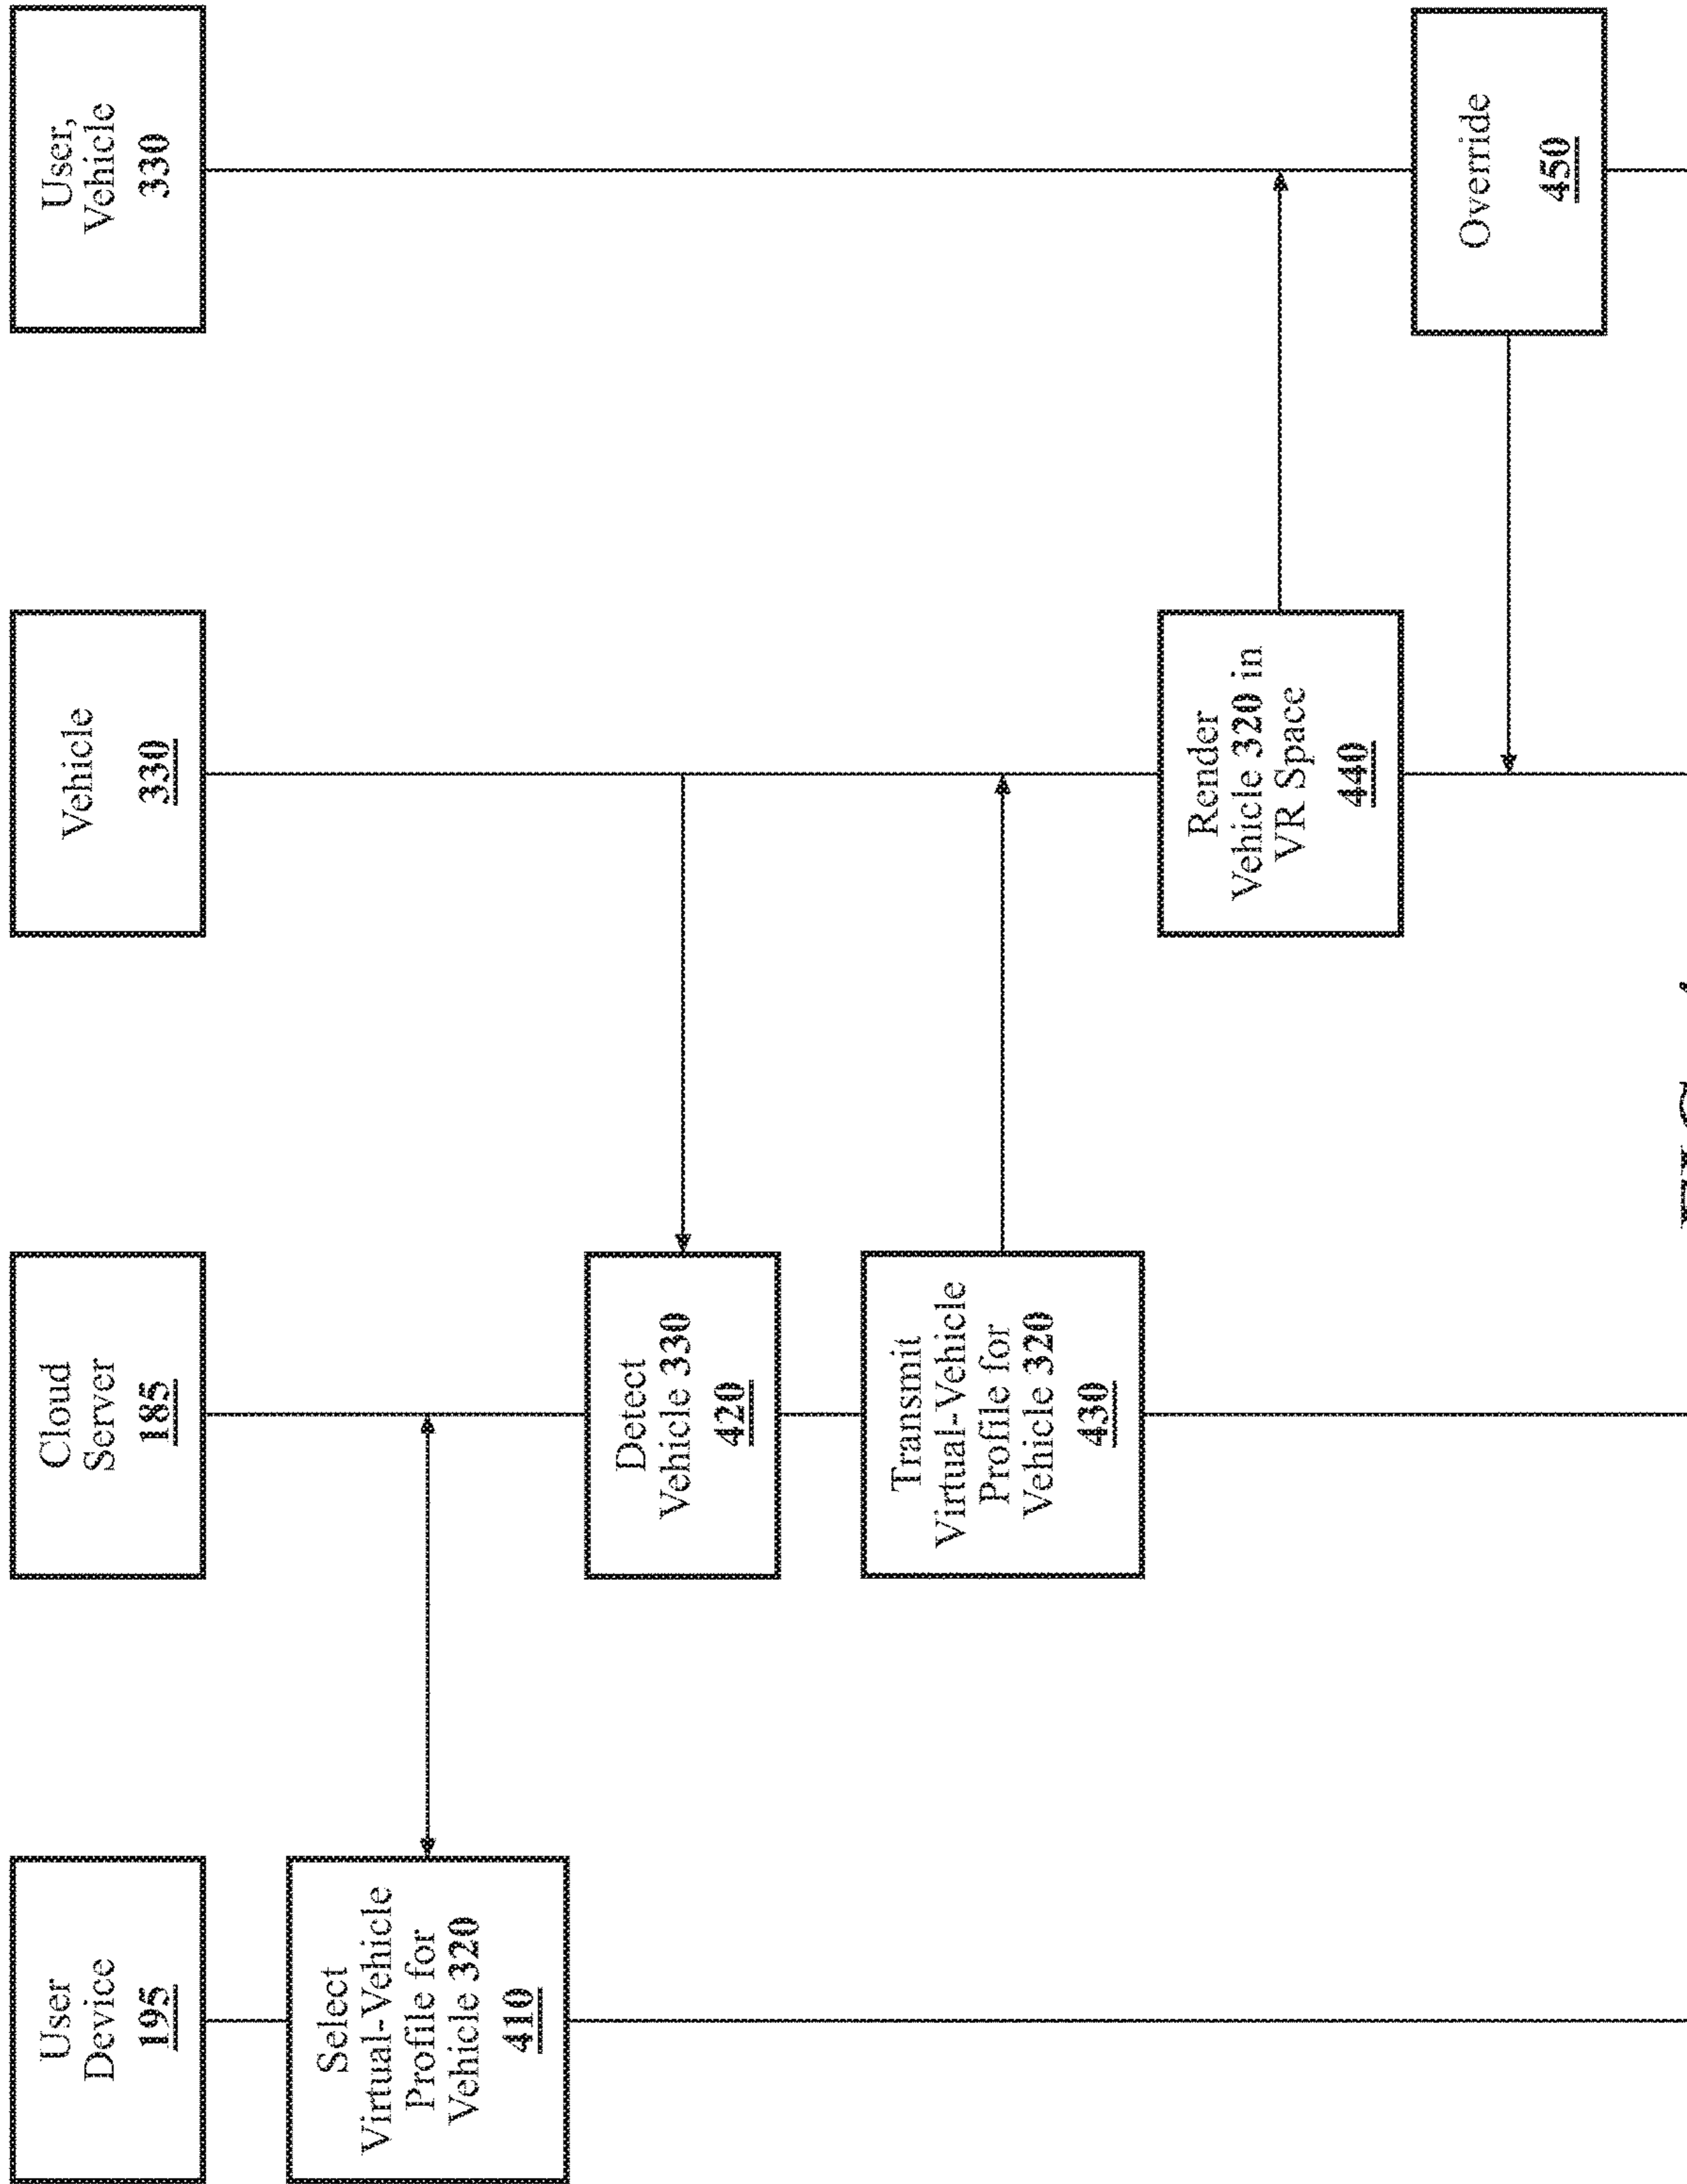 User
Device
195
Cloud
Server
185
Vehicle
330
User,
Vehicle
330
Select
Virtual-Vehicle
Profile for
Vehicle 320
410
Detect
Vehicle 330
420
Transmit
Virtual-Vehicle
Profile for
Vehicle 320
430
Render
Vehicle 320 in
VR Space
440
Override
450